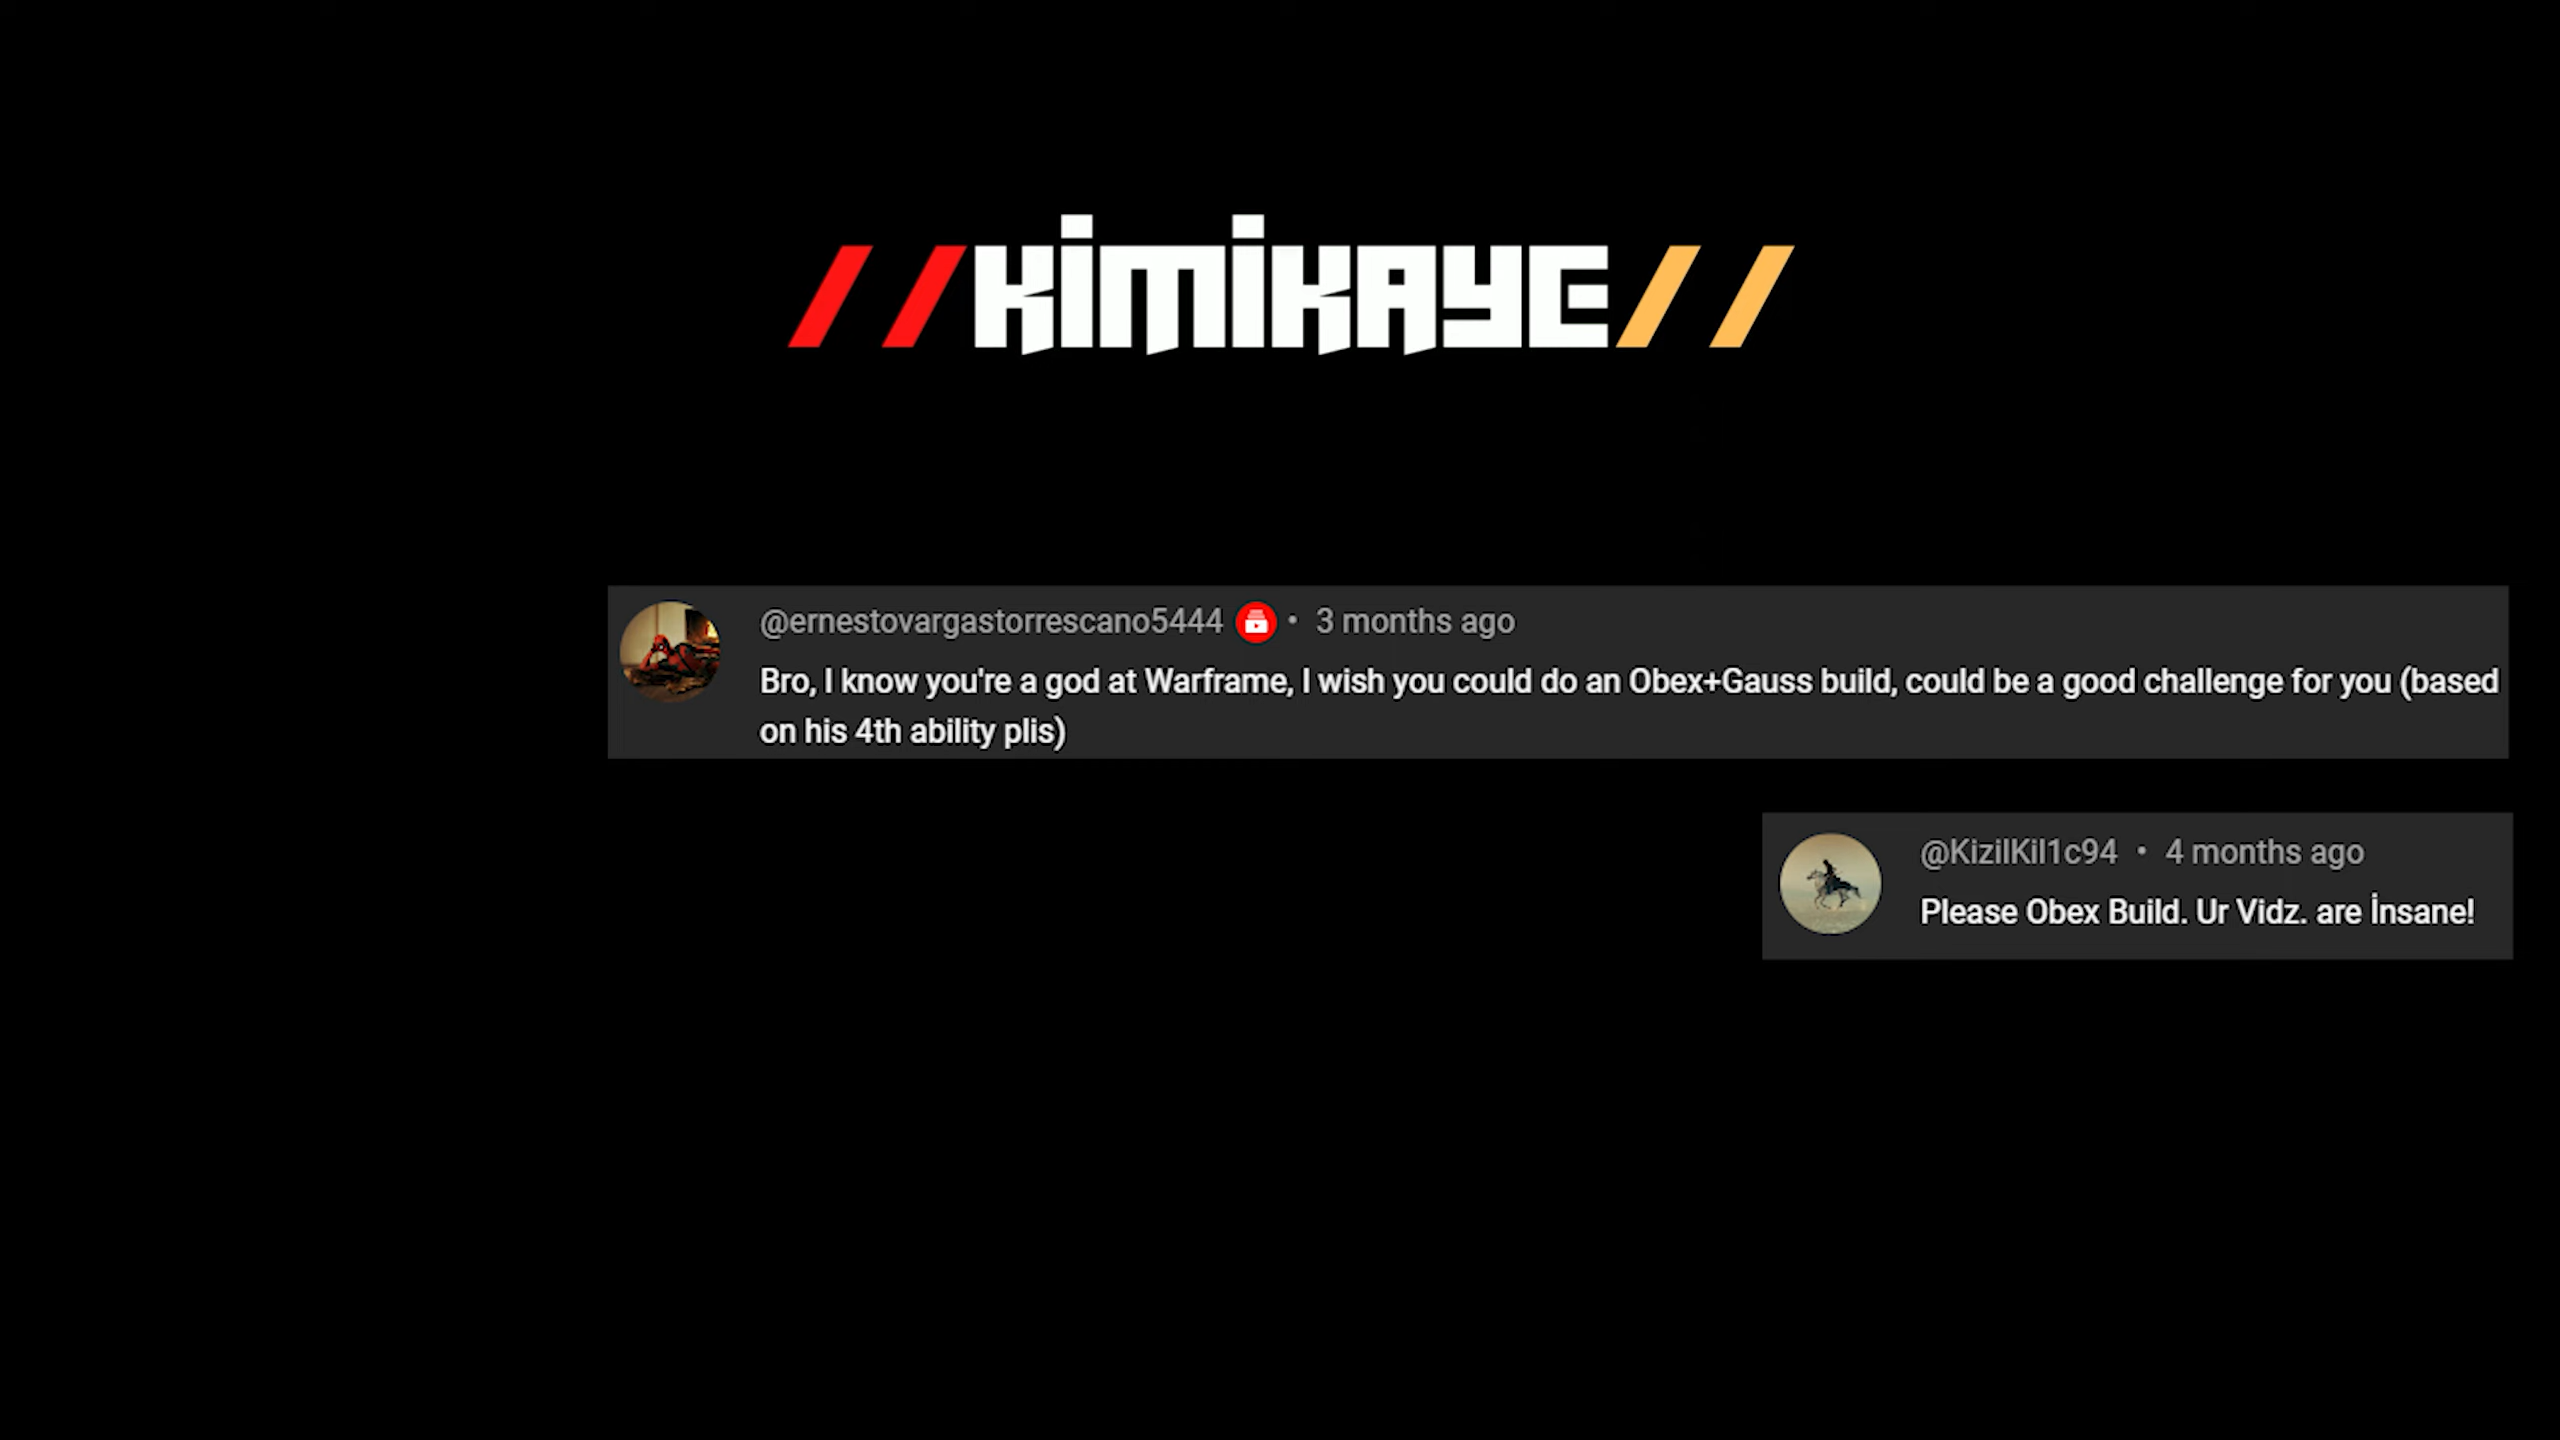 //KiMiKAYE//
@ernestovargastorrescano5444 • 3 months ago
Bro, I know you're a god at Warframe, I wish you could do an Obex+Gauss build, could be a good challenge for you (based
on his 4th ability plis)
@KizilKil1c94 • 4 months ago
Please Obex Build. Ur Vidz. are İnsane!